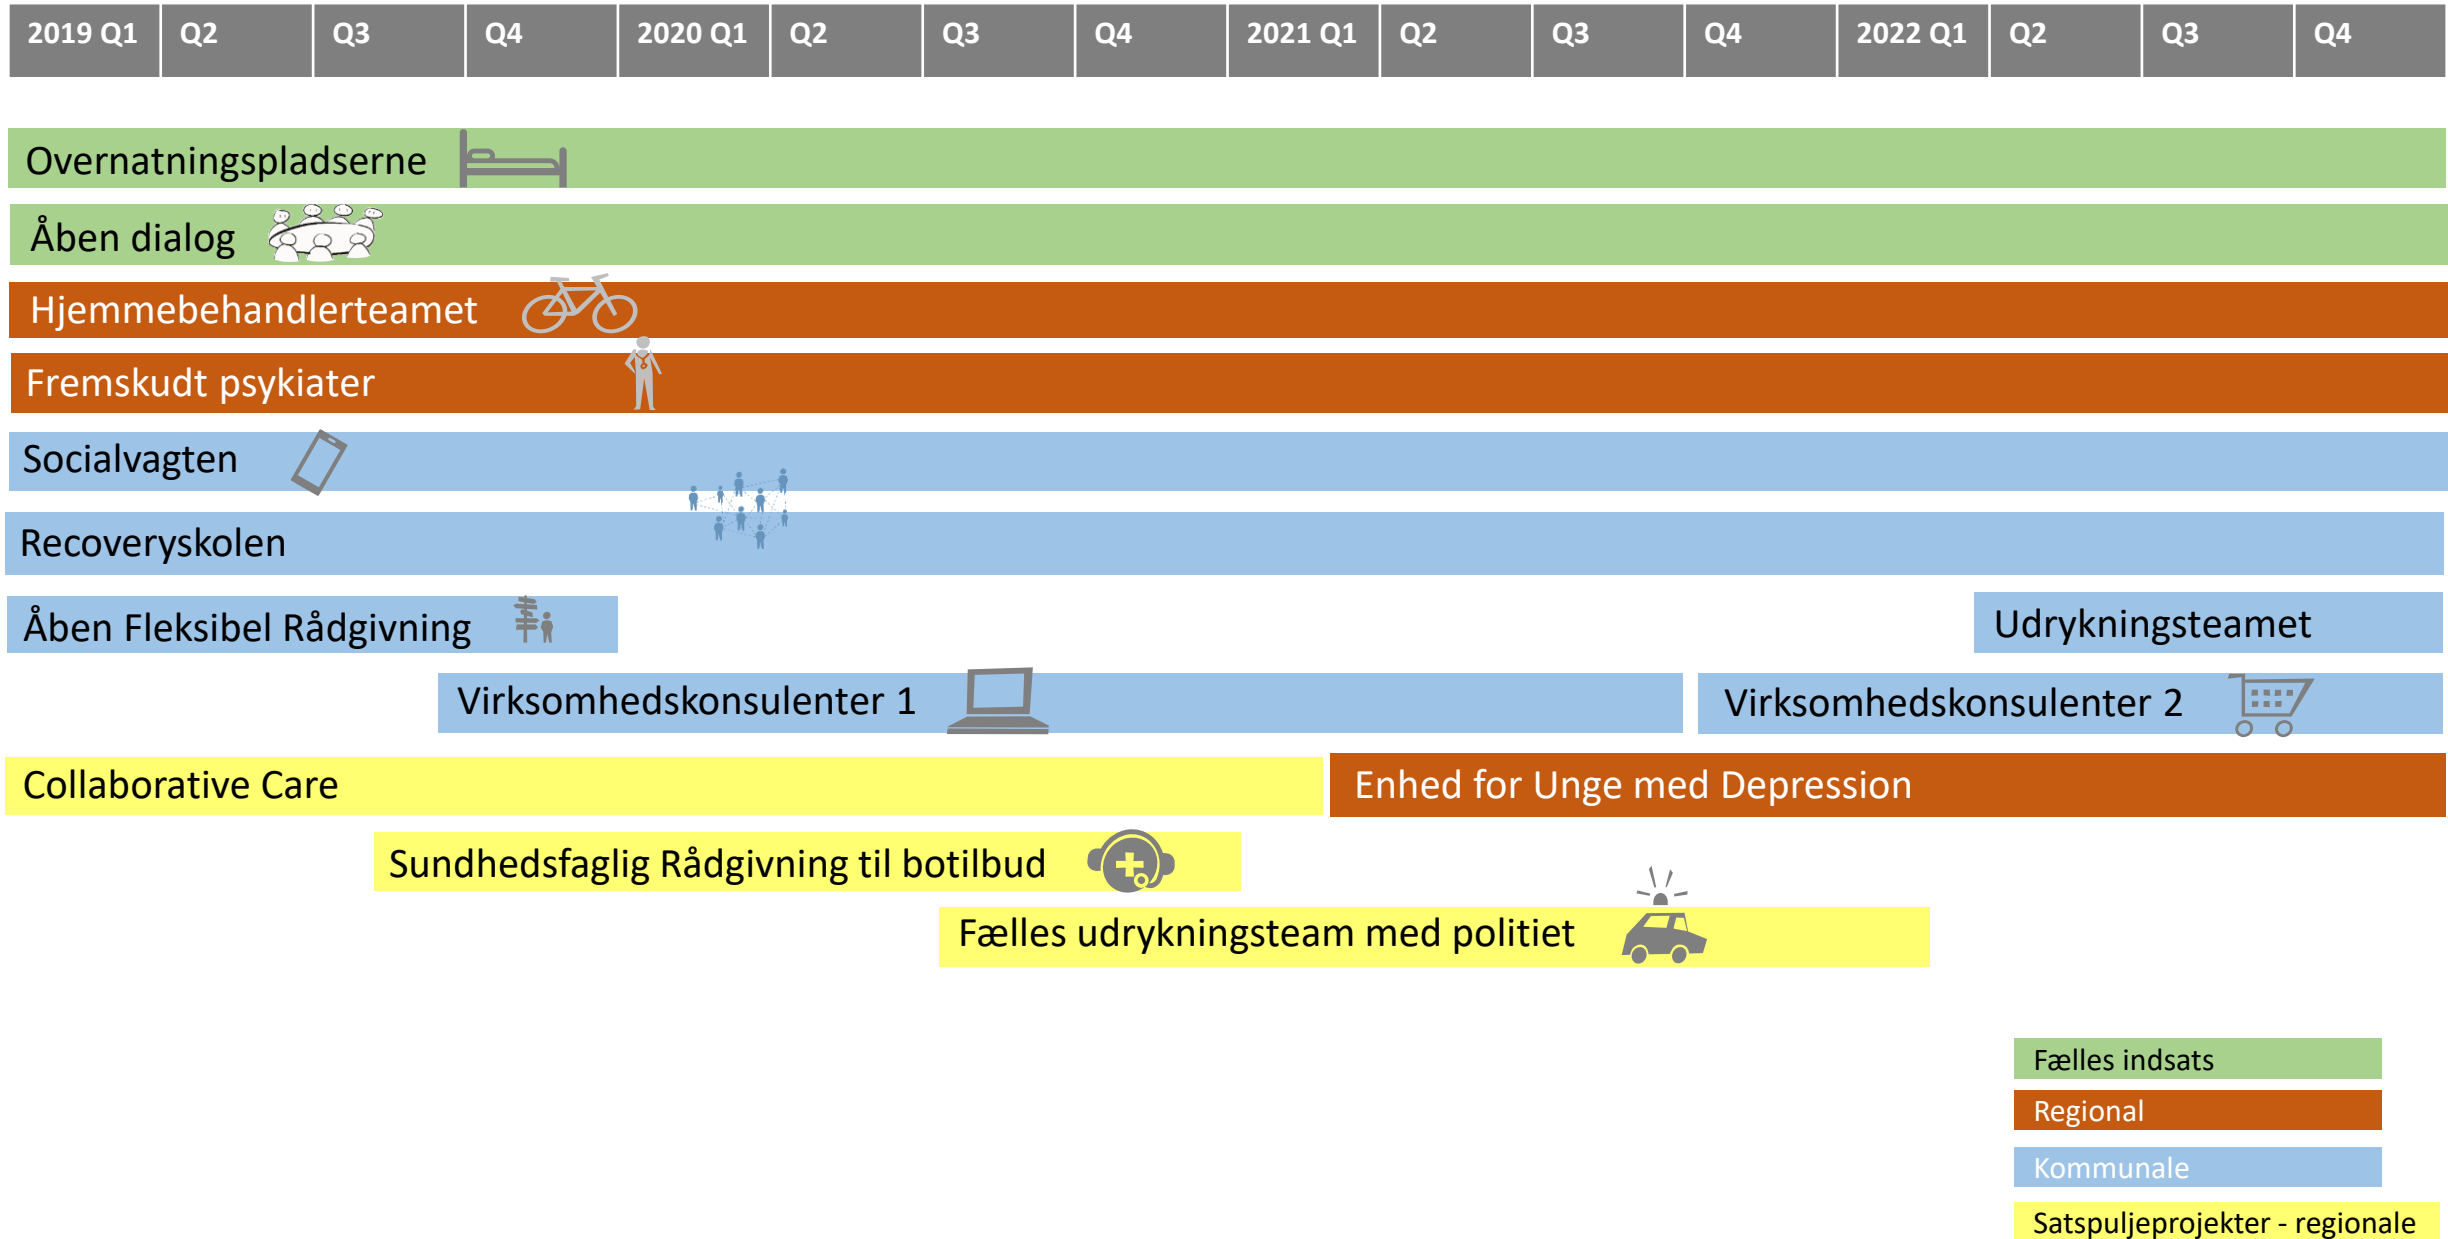 2019 Q1 Q2 Q3 Q4 2020 Q1 Q2 Q3 Q4 2021 Q1 Q2 Q3 Q4 2022 Q1 Q2 Q3 Q4
Overnatningspladserne
Åben dialog
Hjemmebehandlerteamet
Fremskudt psykiater
Socialvagten
Recoveryskolen
Åben Fleksibel Rådgivning Udrykningsteamet
Virksomhedskonsulenter 1 Virksomhedskonsulenter 2
Collaborative Care Enhed for Unge med Depression
Sundhedsfaglig Rådgivning til botilbud
Fælles udrykningsteam med politiet
Fælles indsats
Regional
Kommunale
Satspuljeprojekter - regionale